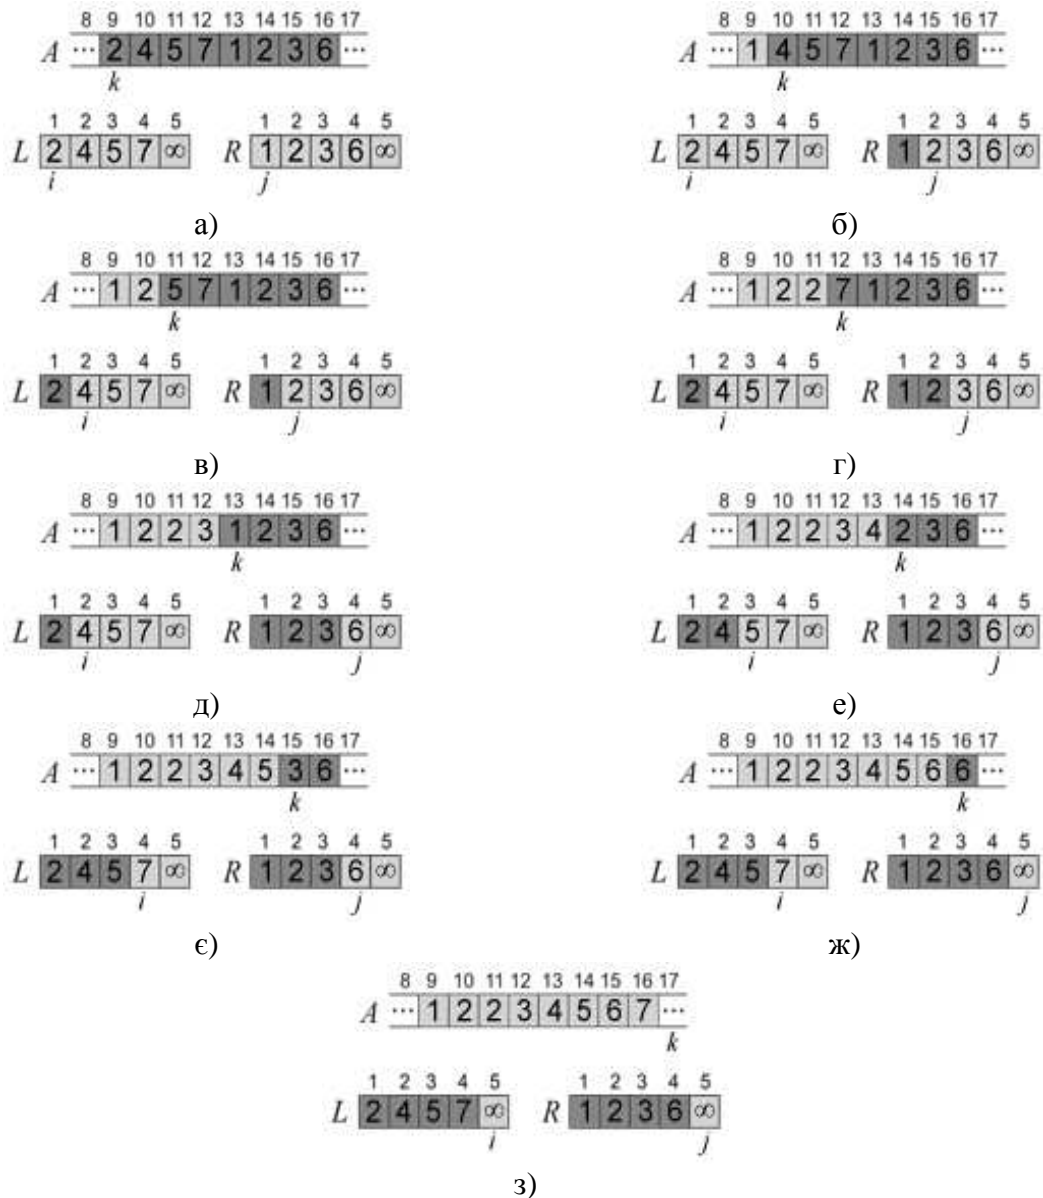 8 9 10 11 12 13 14 15 16 17
A ... 2 4 5 7 1 2 3 6 ...
k
1 2 3 4 5
L 2 4 5 7 ∞
i
1 2 3 4 5
R 1 2 3 6 ∞
j
а)
8 9 10 11 12 13 14 15 16 17
A ... 1 4 5 7 1 2 3 6 ...
k
1 2 3 4 5
L 2 4 5 7 ∞
i
1 2 3 4 5
R 1 2 3 6 ∞
j
б)
8 9 10 11 12 13 14 15 16 17
A ... 1 2 5 7 1 2 3 6 ...
k
1 2 3 4 5
L 2 4 5 7 ∞
i
1 2 3 4 5
R 1 2 3 6 ∞
j
в)
8 9 10 11 12 13 14 15 16 17
A ... 1 2 2 7 1 2 3 6 ...
k
1 2 3 4 5
L 2 4 5 7 ∞
i
1 2 3 4 5
R 1 2 3 6 ∞
j
г)
8 9 10 11 12 13 14 15 16 17
A ... 1 2 2 3 1 2 3 6 ...
k
1 2 3 4 5
L 2 4 5 7 ∞
i
1 2 3 4 5
R 1 2 3 6 ∞
j
д)
8 9 10 11 12 13 14 15 16 17
A ... 1 2 2 3 4 2 3 6 ...
k
1 2 3 4 5
L 2 4 5 7 ∞
i
1 2 3 4 5
R 1 2 3 6 ∞
j
е)
8 9 10 11 12 13 14 15 16 17
A ... 1 2 2 3 4 5 3 6 ...
k
1 2 3 4 5
L 2 4 5 7 ∞
i
1 2 3 4 5
R 1 2 3 6 ∞
j
є)
8 9 10 11 12 13 14 15 16 17
A ... 1 2 2 3 4 5 6 6 ...
k
1 2 3 4 5
L 2 4 5 7 ∞
i
1 2 3 4 5
R 1 2 3 6 ∞
j
ж)
8 9 10 11 12 13 14 15 16 17
A ... 1 2 2 3 4 5 6 7 ...
k
1 2 3 4 5
L 2 4 5 7 ∞
i
1 2 3 4 5
R 1 2 3 6 ∞
j
з)